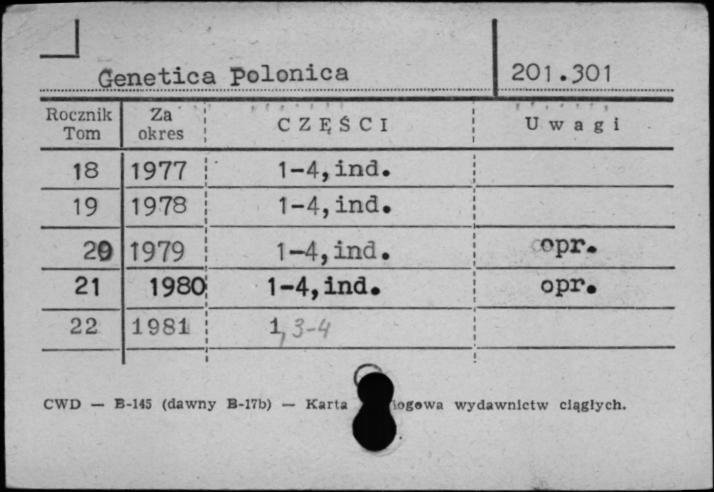 Genetica Polonica 201.301
Rocznik Tom Za okres CZĘŚCI Uwagi
18 1977 1-4, ind.
19 1978 1-4, ind.
20 1979 1-4, ind. opr.
21 1980 1-4, ind. opr.
22 1981 1, 3-4
CWD — B-145 (dawny B-17b) — Karta wydawnictw ciągłych.